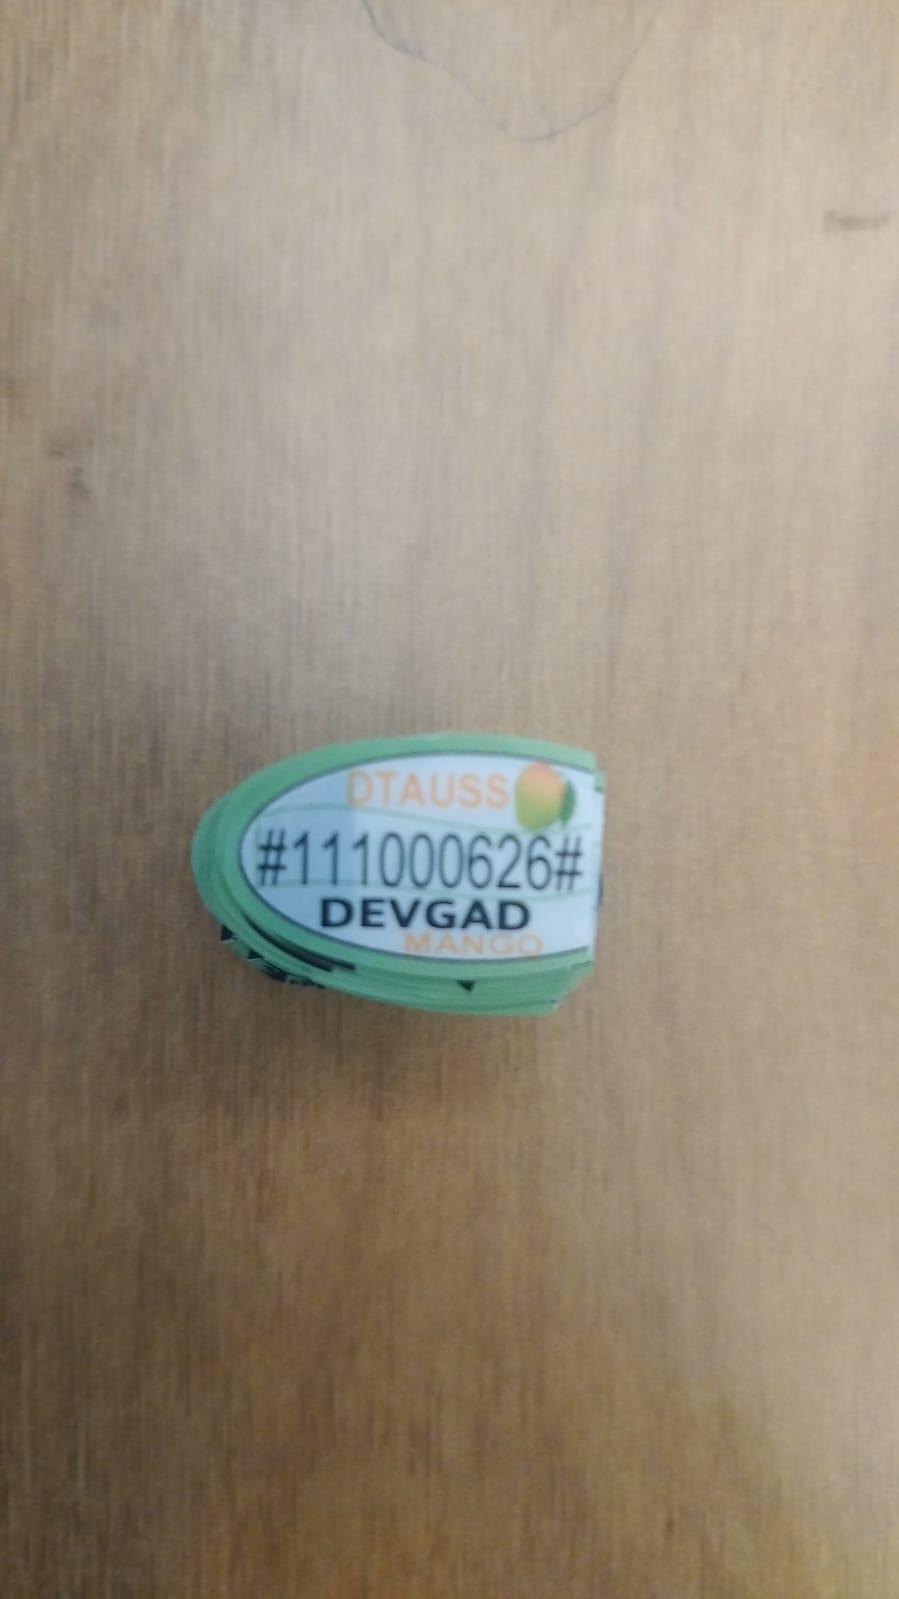 DTAUSS
#111000626#
DEVGAD
MANGO